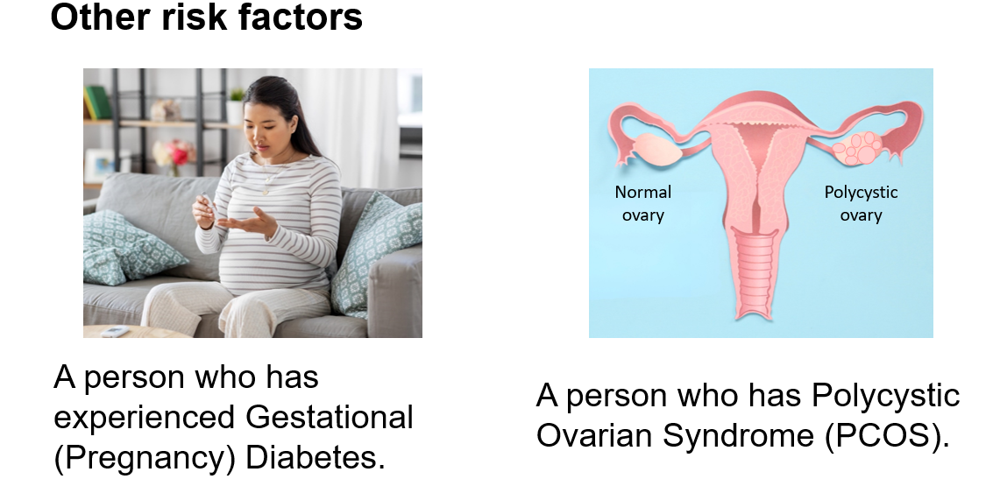 Other risk factors
Normal
ovary
Polycystic
ovary
A person who has
experienced Gestational
(Pregnancy) Diabetes.
A person who has Polycystic
Ovarian Syndrome (PCOS).